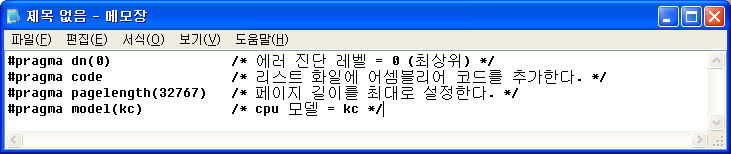 제목 없음 - 메모장
파일(F) 편집(E) 서식(O) 보기(V) 도움말(H)
#pragma dn(0) /* 에러 진단 레벨 = 0 (최상위) */
#pragma code /* 리스트 화일에 어셈블리어 코드를 추가한다. */
#pragma pagelength(32767) /* 페이지 길이를 최대로 설정한다. */
#pragma model(kc) /* cpu 모델 = kc */